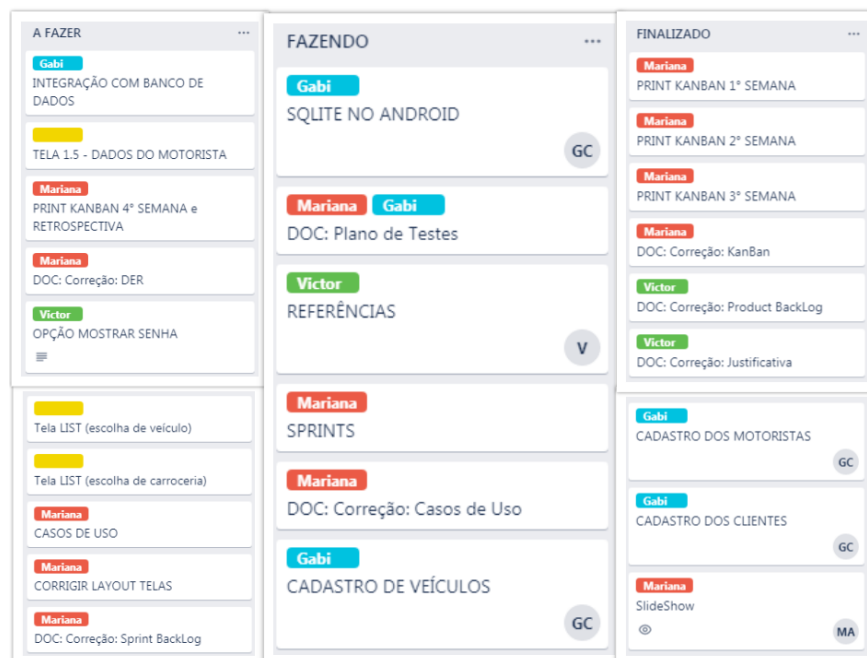 A FAZER
Gabi
INTEGRAÇÃO COM BANCO DE
DADOS
TELA 1.5 - DADOS DO MOTORISTA
Mariana
PRINT KANBAN 4° SEMANA e
RETROSPECTIVA
Mariana
DOC: Correção: DER
Victor
OPÇÃO MOSTRAR SENHA
Tela LIST (escolha de veículo)
Tela LIST (escolha de carroceria)
Mariana
CASOS DE USO
Mariana
CORRIGIR LAYOUT TELAS
Mariana
DOC: Correção: Sprint BackLog
FAZENDO
Gabi
SQLITE NO ANDROID
GC
Mariana Gabi
DOC: Plano de Testes
Victor
REFERÊNCIAS
V
Mariana
SPRINTS
Mariana
DOC: Correção: Casos de Uso
Gabi
CADASTRO DE VEÍCULOS
GC
FINALIZADO
Mariana
PRINT KANBAN 1° SEMANA
Mariana
PRINT KANBAN 2° SEMANA
Mariana
PRINT KANBAN 3° SEMANA
Mariana
DOC: Correção: KanBan
Victor
DOC: Correção: Product BackLog
Victor
DOC: Correção: Justificativa
Gabi
CADASTRO DOS MOTORISTAS
GC
Gabi
CADASTRO DOS CLIENTES
GC
Mariana
SlideShow
MA